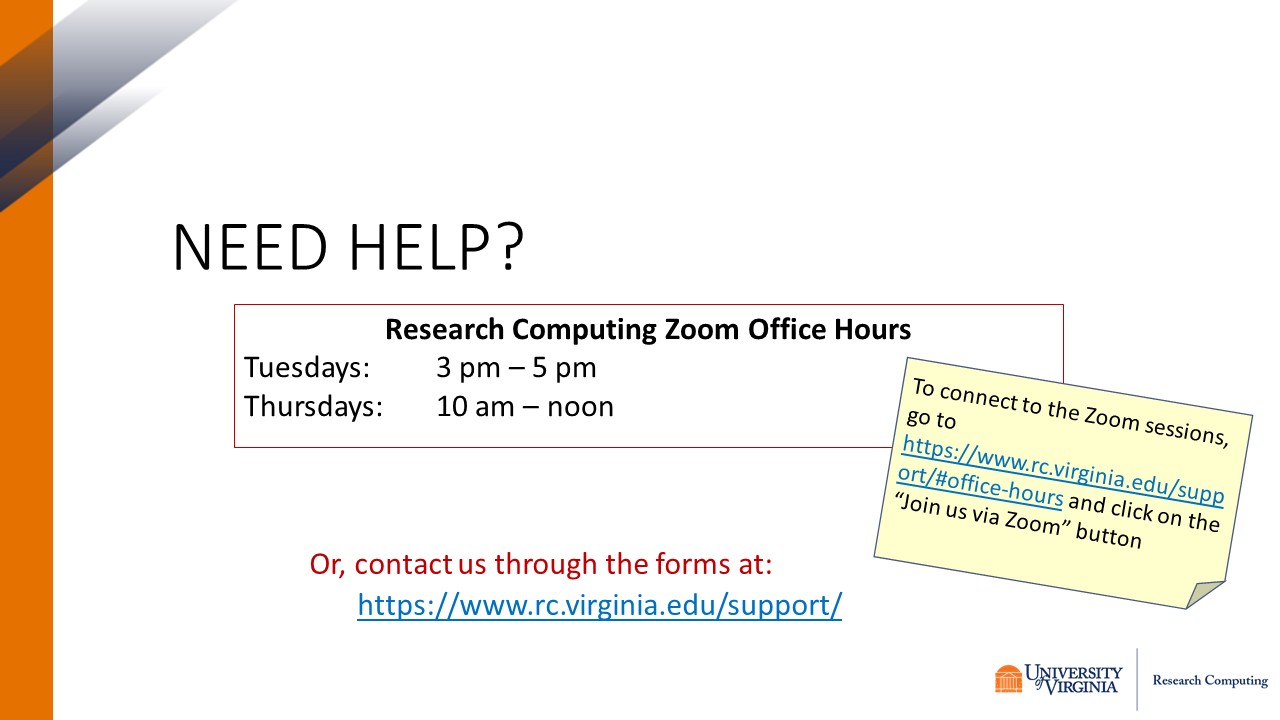 NEED HELP?
Research Computing Zoom Office Hours
Tuesdays: 3 pm – 5 pm
Thursdays: 10 am – noon
To connect to the Zoom sessions,
go to
https://www.rc.virginia.edu/supp
ort/#office-hours and click on the
“Join us via Zoom” button
Or, contact us through the forms at:
https://www.rc.virginia.edu/support/
UNIVERSITY
of VIRGINIA
Research Computing